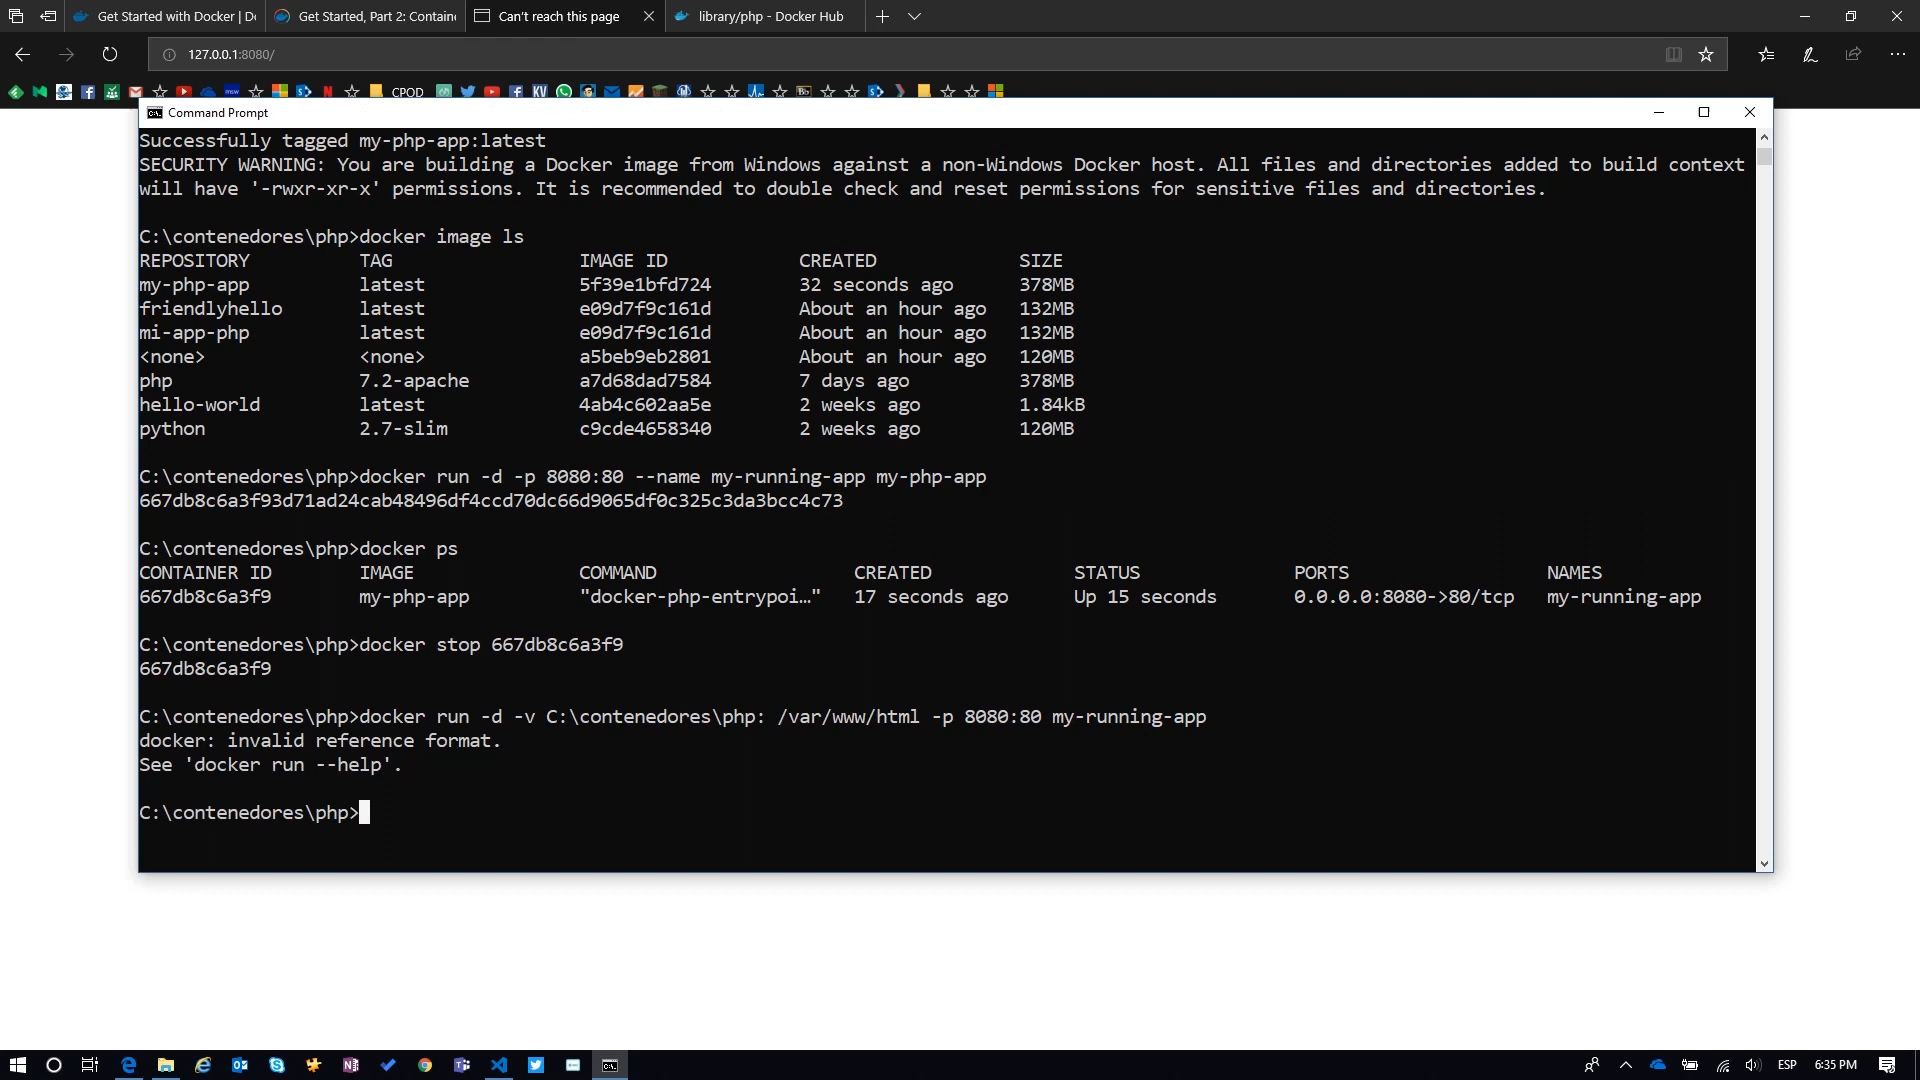 Get Started with Docker | Do
Get Started, Part 2: Containe
Can't reach this page
library/php - Docker Hub
127.0.0.1:8080/
CPOD
KV
Command Prompt
Successfully tagged my-php-app:latest
SECURITY WARNING: You are building a Docker image from Windows against a non-Windows Docker host. All files and directories added to build context
will have '-rwxr-xr-x' permissions. It is recommended to double check and reset permissions for sensitive files and directories.
C:\contenedores\php>docker image ls
REPOSITORY TAG IMAGE ID CREATED SIZE
my-php-app latest 5f39e1bfd724 32 seconds ago 378MB
friendlyhello latest e09d7f9c161d About an hour ago 132MB
mi-app-php latest e09d7f9c161d About an hour ago 132MB
<none> <none> a5beb9eb2801 About an hour ago 120MB
php 7.2-apache a7d68dad7584 7 days ago 378MB
hello-world latest 4ab4c602aa5e 2 weeks ago 1.84kB
python 2.7-slim c9cde4658340 2 weeks ago 120MB
C:\contenedores\php>docker run -d -p 8080:80 --name my-running-app my-php-app
667db8c6a3f93d71ad24cab48496df4ccd70dc66d9065df0c325c3da3bcc4c73
C:\contenedores\php>docker ps
CONTAINER ID IMAGE COMMAND CREATED STATUS PORTS NAMES
667db8c6a3f9 my-php-app "docker-php-entrypoi…" 17 seconds ago Up 15 seconds 0.0.0.0:8080->80/tcp my-running-app
C:\contenedores\php>docker stop 667db8c6a3f9
667db8c6a3f9
C:\contenedores\php>docker run -d -v C:\contenedores\php: /var/www/html -p 8080:80 my-running-app
docker: invalid reference format.
See 'docker run --help'.
C:\contenedores\php>
ESP 6:35 PM